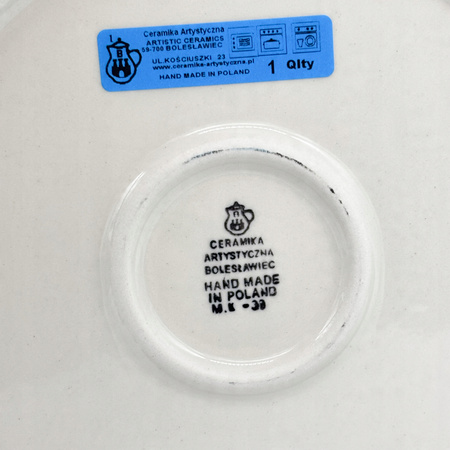 Ceramika Artystyczna
ARTISTIC CERAMICS
59-700 BOLESŁAWIEC
UL.KOŚCIUSZKI 23
www.ceramika-artystyczna.pl
HAND MADE IN POLAND
1 Qlty
CERAMIKA
ARTYSTYCZNA
BOLESŁAWIEC
HAND MADE
IN POLAND